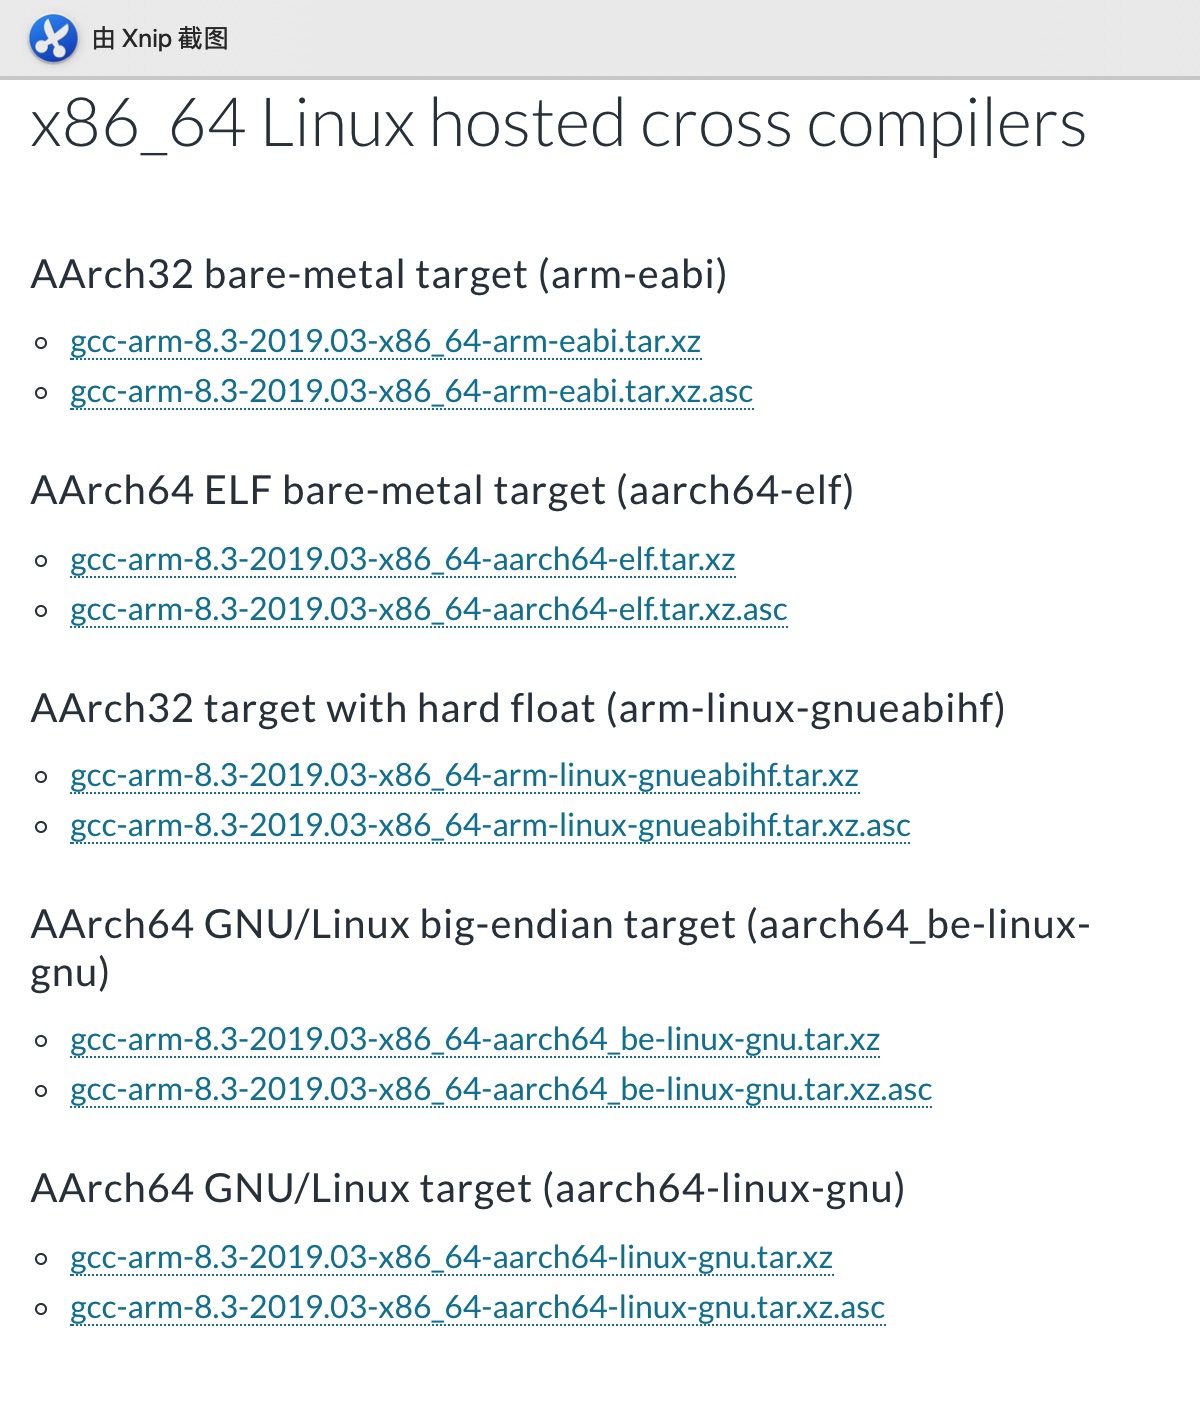 由 Xnip 截图
x86_64 Linux hosted cross compilers
AArch32 bare-metal target (arm-eabi)
gcc-arm-8.3-2019.03-x86_64-arm-eabi.tar.xz
gcc-arm-8.3-2019.03-x86_64-arm-eabi.tar.xz.asc
AArch64 ELF bare-metal target (aarch64-elf)
gcc-arm-8.3-2019.03-x86_64-aarch64-elf.tar.xz
gcc-arm-8.3-2019.03-x86_64-aarch64-elf.tar.xz.asc
AArch32 target with hard float (arm-linux-gnueabihf)
gcc-arm-8.3-2019.03-x86_64-arm-linux-gnueabihf.tar.xz
gcc-arm-8.3-2019.03-x86_64-arm-linux-gnueabihf.tar.xz.asc
AArch64 GNU/Linux big-endian target (aarch64_be-linux-
gnu)
gcc-arm-8.3-2019.03-x86_64-aarch64_be-linux-gnu.tar.xz
gcc-arm-8.3-2019.03-x86_64-aarch64_be-linux-gnu.tar.xz.asc
AArch64 GNU/Linux target (aarch64-linux-gnu)
gcc-arm-8.3-2019.03-x86_64-aarch64-linux-gnu.tar.xz
gcc-arm-8.3-2019.03-x86_64-aarch64-linux-gnu.tar.xz.asc